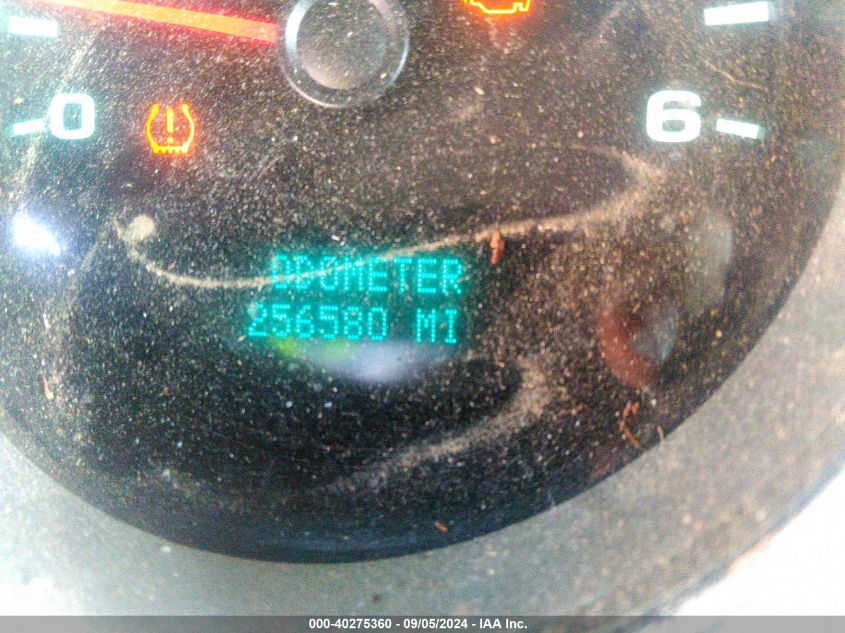 0
6
ODOMETER
256580 MI
000-40275360 - 09/05/2024 - IAA Inc.